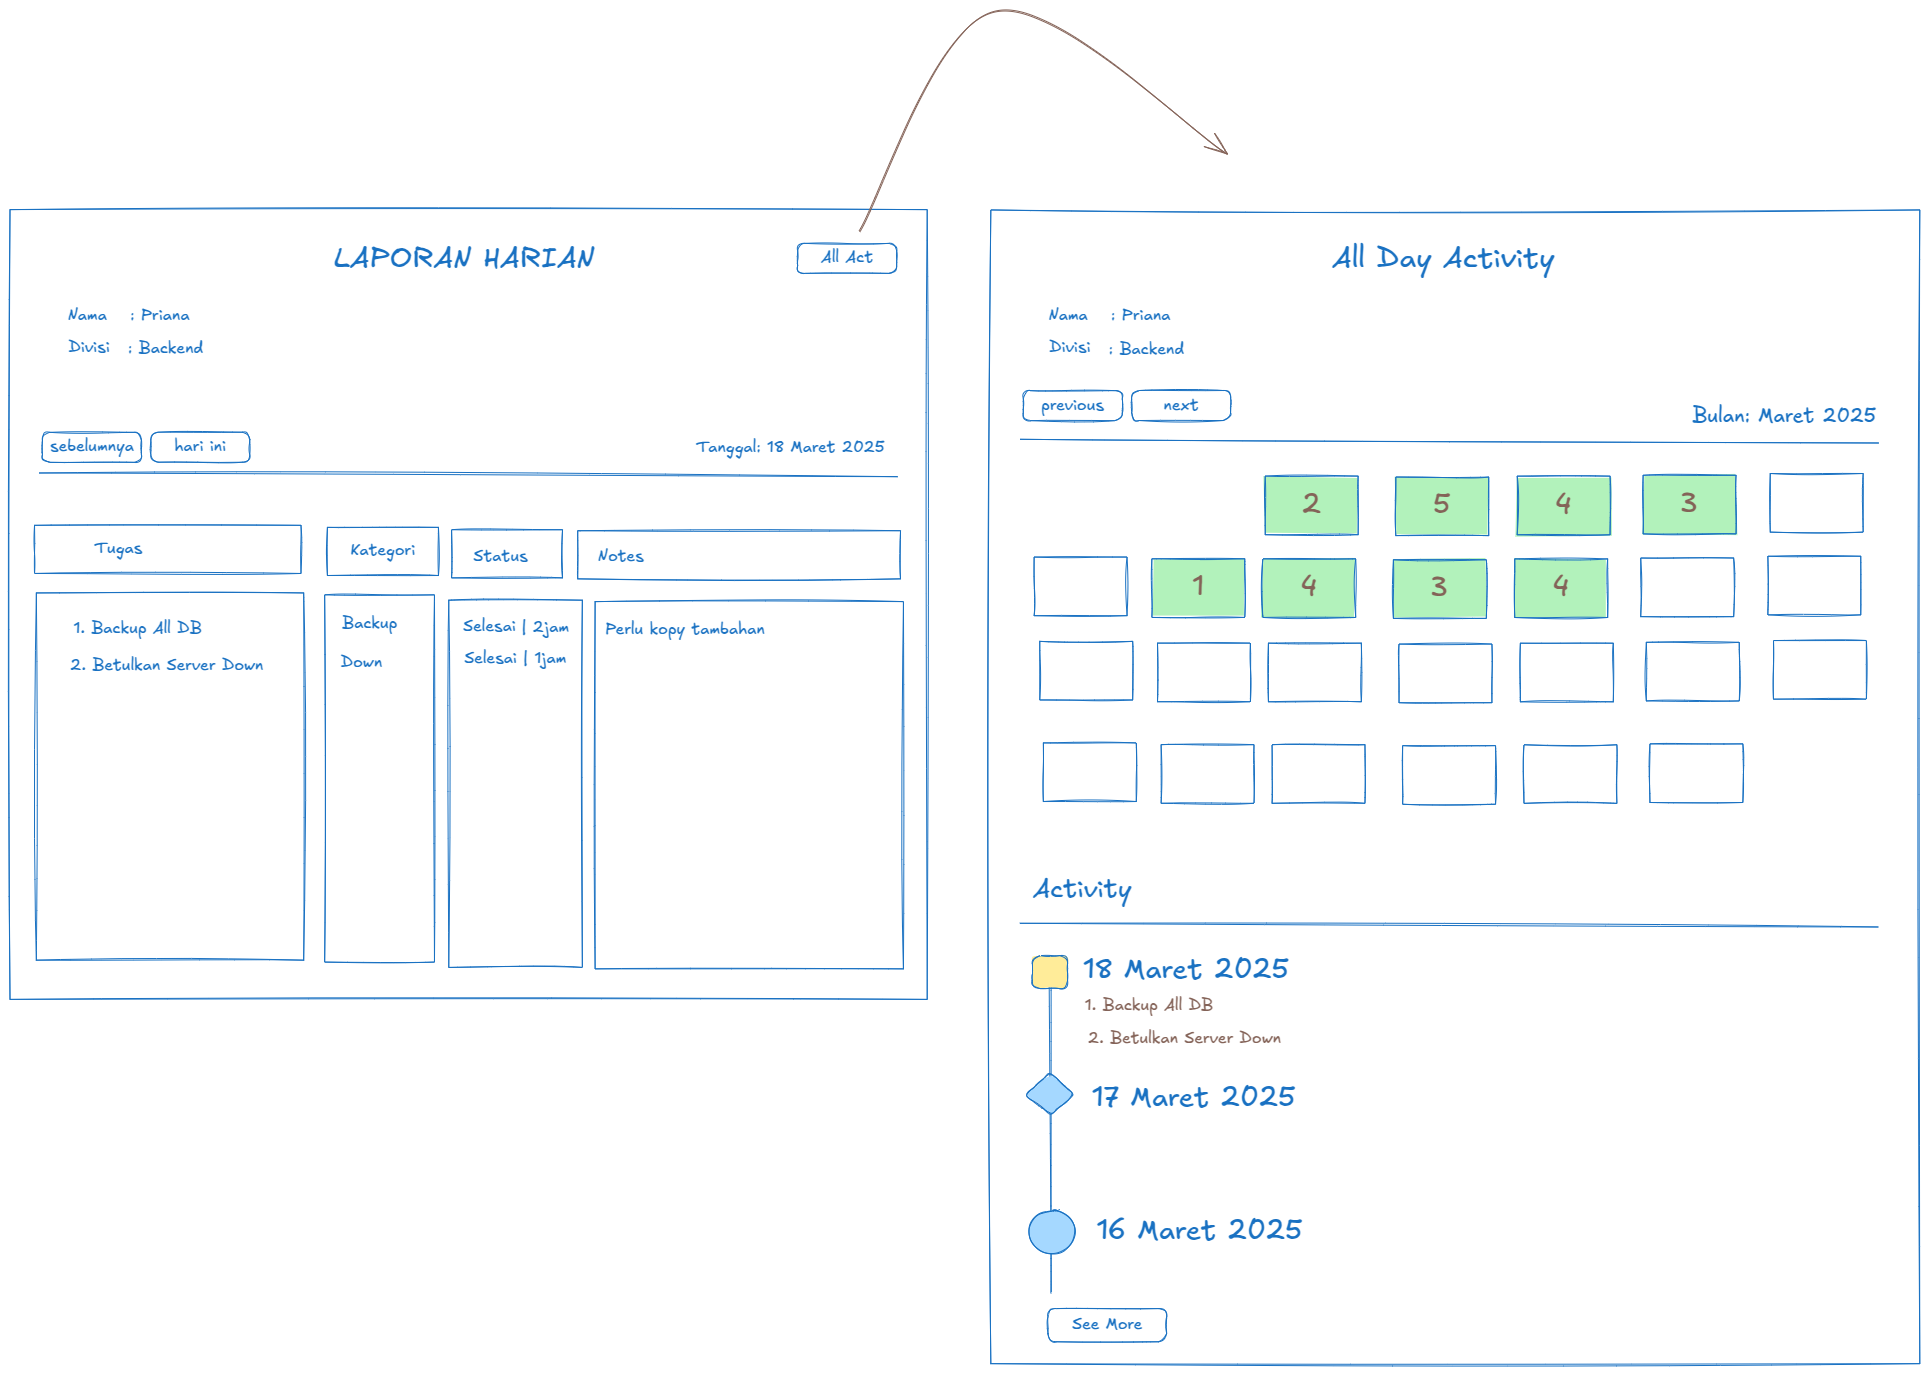 LAPORAN HARIAN
All Act
Nama : Priana
Divisi : Backend
sebelumnya
hari ini
Tanggal: 18 Maret 2025
Tugas
Kategori
Status
Notes
1. Backup All DB
2. Betulkan Server Down
Backup
Down
Selesai | 2jam
Selesai | 1jam
Perlu kopy tambahan
All Day Activity
Nama : Priana
Divisi : Backend
previous
next
Bulan: Maret 2025
2 5 4 3
1 4 3 4
Activity
18 Maret 2025
1. Backup All DB
2. Betulkan Server Down
17 Maret 2025
16 Maret 2025
See More